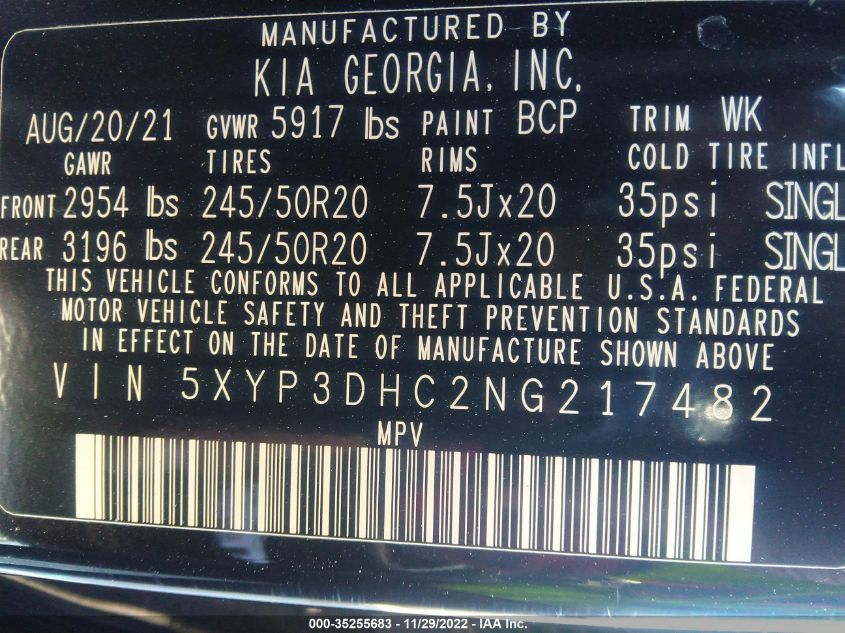 MANUFACTURED BY
KIA GEORGIA, INC.
AUG/20/21 GVWR 5917 lbs PAINT BCP TRIM WK
GAWR TIRES RIMS COLD TIRE INFL
FRONT 2954 lbs 245/50R20 7.5Jx20 35psi SINGL
REAR 3196 lbs 245/50R20 7.5Jx20 35psi SINGL
THIS VEHICLE CONFORMS TO ALL APPLICABLE U.S.A. FEDERAL
MOTOR VEHICLE SAFETY AND THEFT PREVENTION STANDARDS
IN EFFECT ON THE DATE OF MANUFACTURE SHOWN ABOVE
VIN 5XYP3DHC2NG217482
MPV
000-35255683 - 11/29/2022 - IAA Inc.